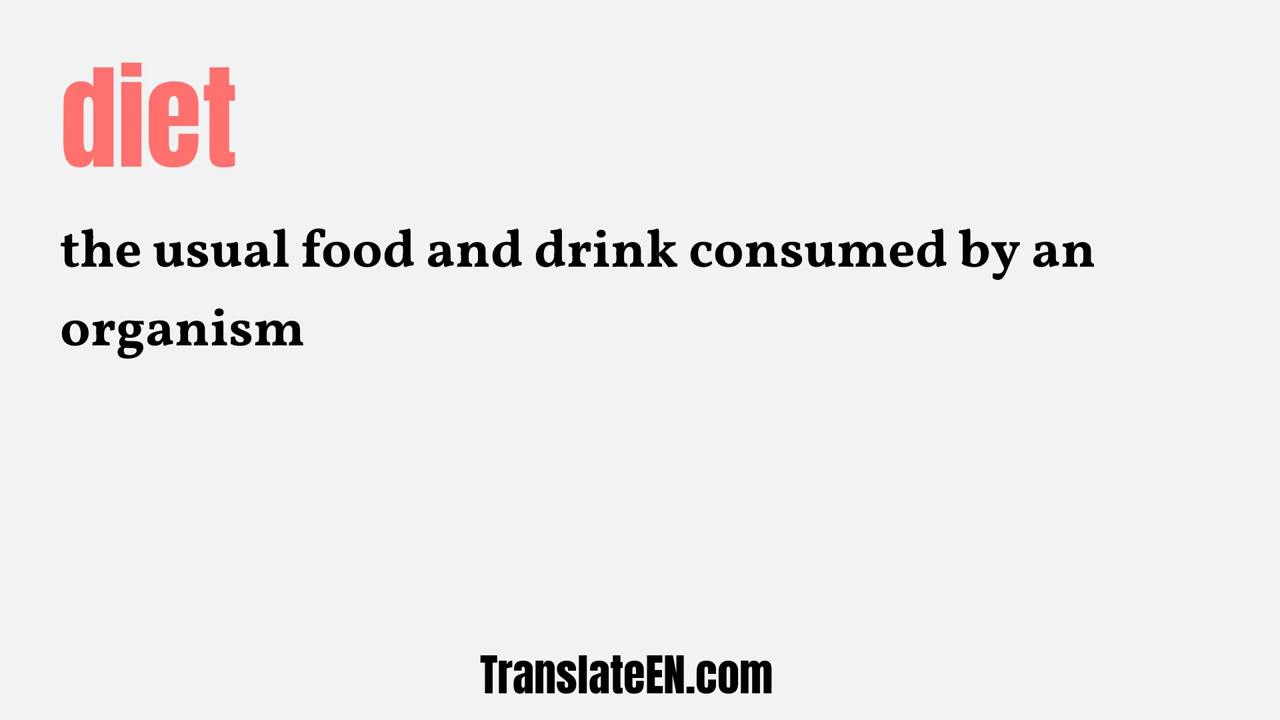 diet
the usual food and drink consumed by an
organism
TranslateEN.com